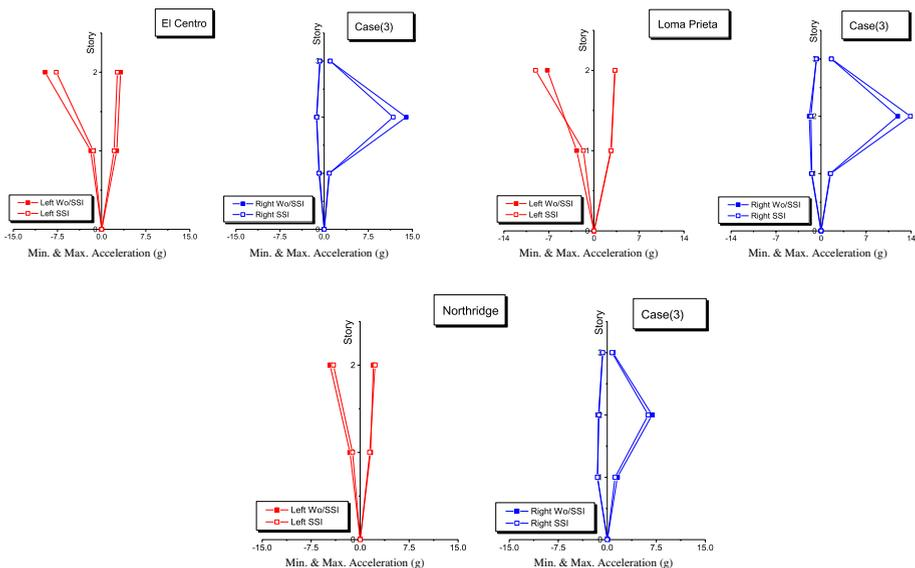 El Centro
Case(3)
Story
Story
2
Left Wo/SSI
Left SSI
Right Wo/SSI
Right SSI
0
-15.0 -7.5 0.0 7.5 15.0
-15.0 -7.5 0.0 7.5 15.0
Min. & Max. Acceleration (g)
Min. & Max. Acceleration (g)
Loma Prieta
Case(3)
Story
Story
2
2
1
Left Wo/SSI
Left SSI
Right Wo/SSI
Right SSI
-14 -7 0 7 14
-14 -7 0 7 14
Min. & Max. Acceleration (g)
Min. & Max. Acceleration (g)
Northridge
Case(3)
Story
Story
2
Left Wo/SSI
Left SSI
Right Wo/SSI
Right SSI
0
-15.0 -7.5 0.0 7.5 15.0
-15.0 -7.5 0.0 7.5 15.0
Min. & Max. Acceleration (g)
Min. & Max. Acceleration (g)